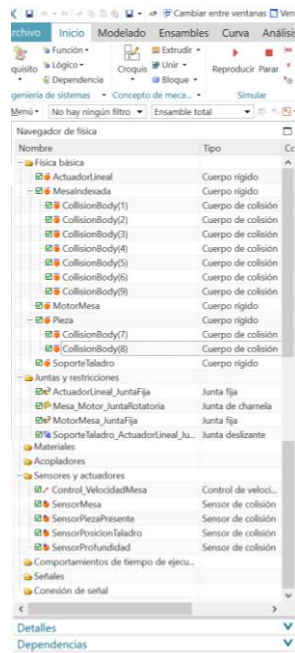 Cambiar entre ventanas Ven
Archivo Inicio Modelado Ensambles Curva Análisis
Función Extrudir
quisito Lógico Croquis Unir Reproducir Parar
Dependencia Bloque
geniería de sistemas Concepto de meca... Simular
Menú No hay ningún filtro Ensamble total
Navegador de física
Nombre Tipo Co
Física básica
ActuadorLineal Cuerpo rígido
MesaIndexada Cuerpo rígido
CollisionBody(1) Cuerpo de colisión
CollisionBody(2) Cuerpo de colisión
CollisionBody(3) Cuerpo de colisión
CollisionBody(4) Cuerpo de colisión
CollisionBody(5) Cuerpo de colisión
CollisionBody(6) Cuerpo de colisión
CollisionBody(9) Cuerpo de colisión
MotorMesa Cuerpo rígido
Pieza Cuerpo rígido
CollisionBody(7) Cuerpo de colisión
CollisionBody(8) Cuerpo de colisión
SoporteTaladro Cuerpo rígido
Juntas y restricciones
ActuadorLineal_JuntaFija Junta fija
Mesa_Motor_JuntaRotatoria Junta de charnela
MotorMesa_JuntaFija Junta fija
SoporteTaladro_ActuadorLineal_Ju... Junta deslizante
Materiales
Acopladores
Sensores y actuadores
Control_VelocidadMesa Control de veloci...
SensorMesa Sensor de colisión
SensorPiezaPresente Sensor de colisión
SensorPosicionTaladro Sensor de colisión
SensorProfundidad Sensor de colisión
Comportamientos de tiempo de ejecu...
Señales
Conexión de señal
Detalles
Dependencias